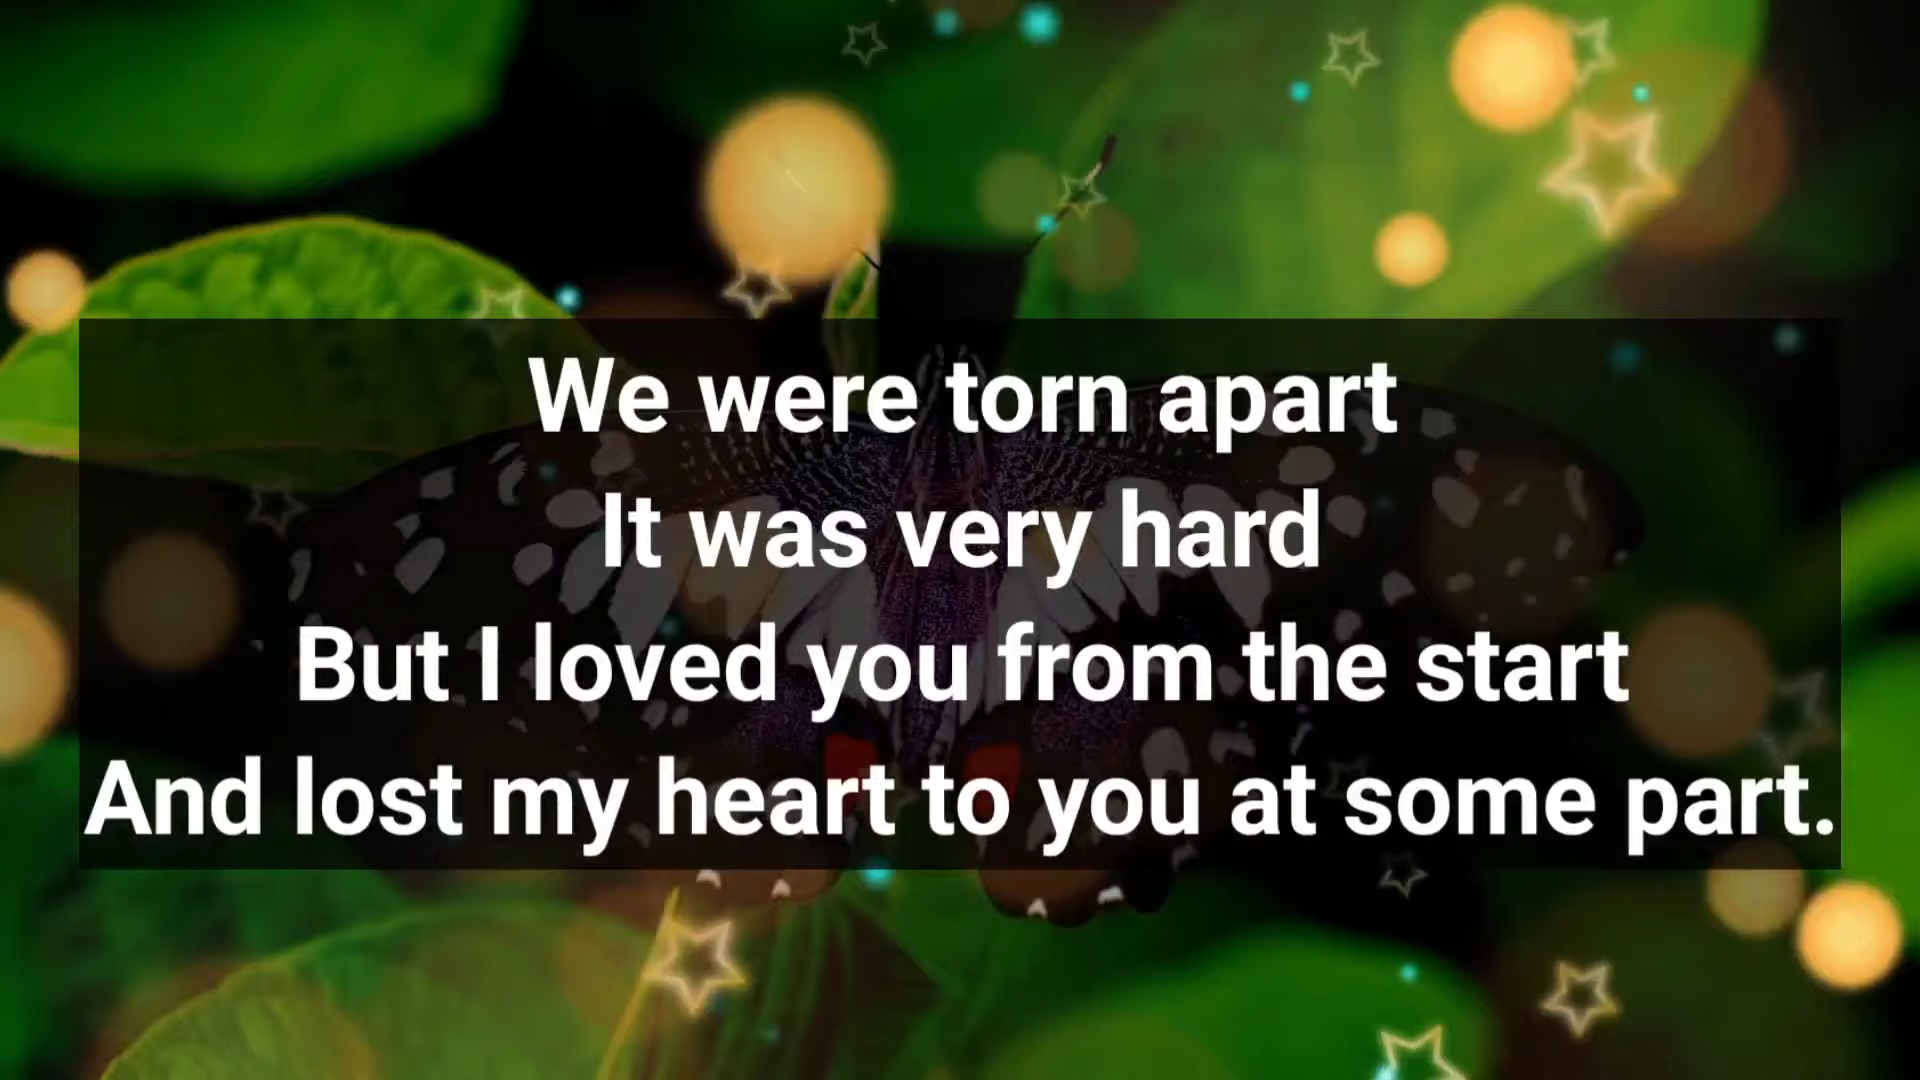 We were torn apart
It was very hard
But I loved you from the start
And lost my heart to you at some part.